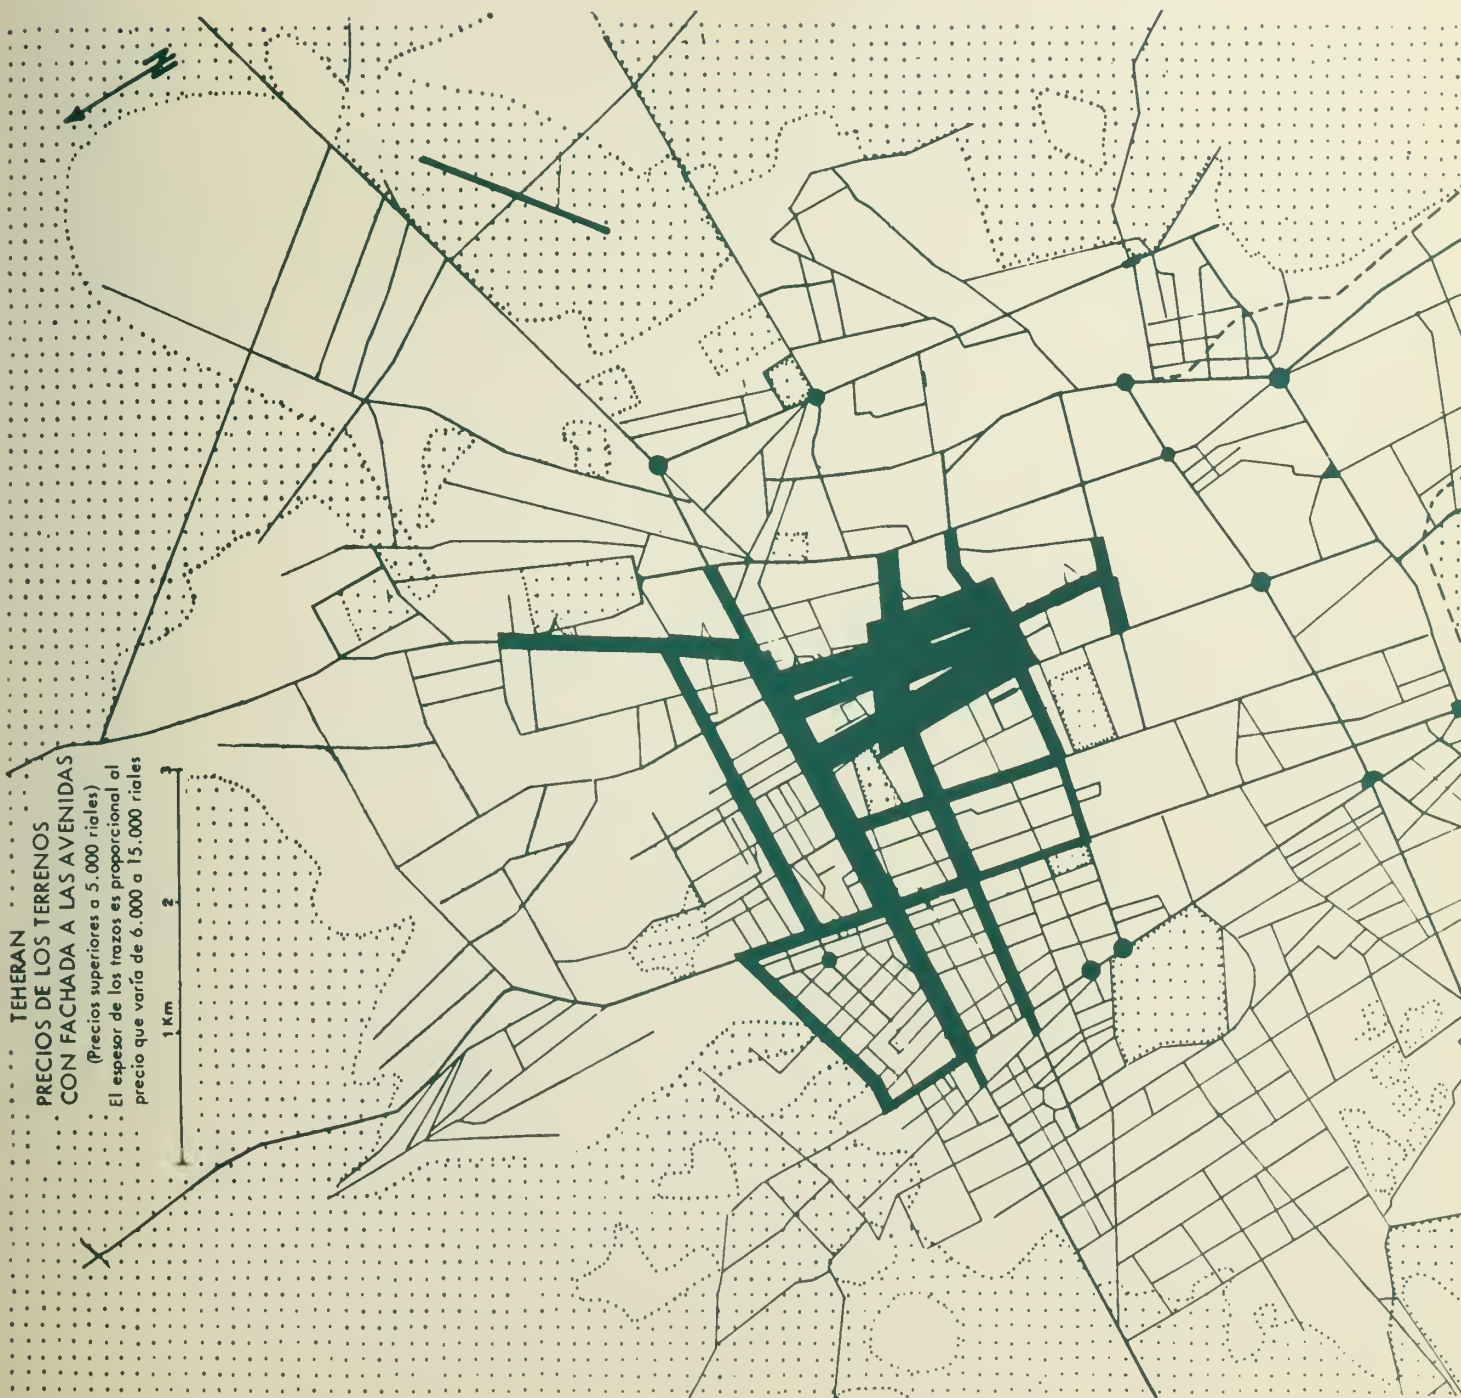 TEHERAN
PRECIOS DE LOS TERRENOS
CON FACHADA A LAS AVENIDAS
(Precios superiores a 5.000 riales)
El espesor de los trazos es proporcional al
precio que varía de 6.000 a 15.000 riales
1 Km 2 3
N